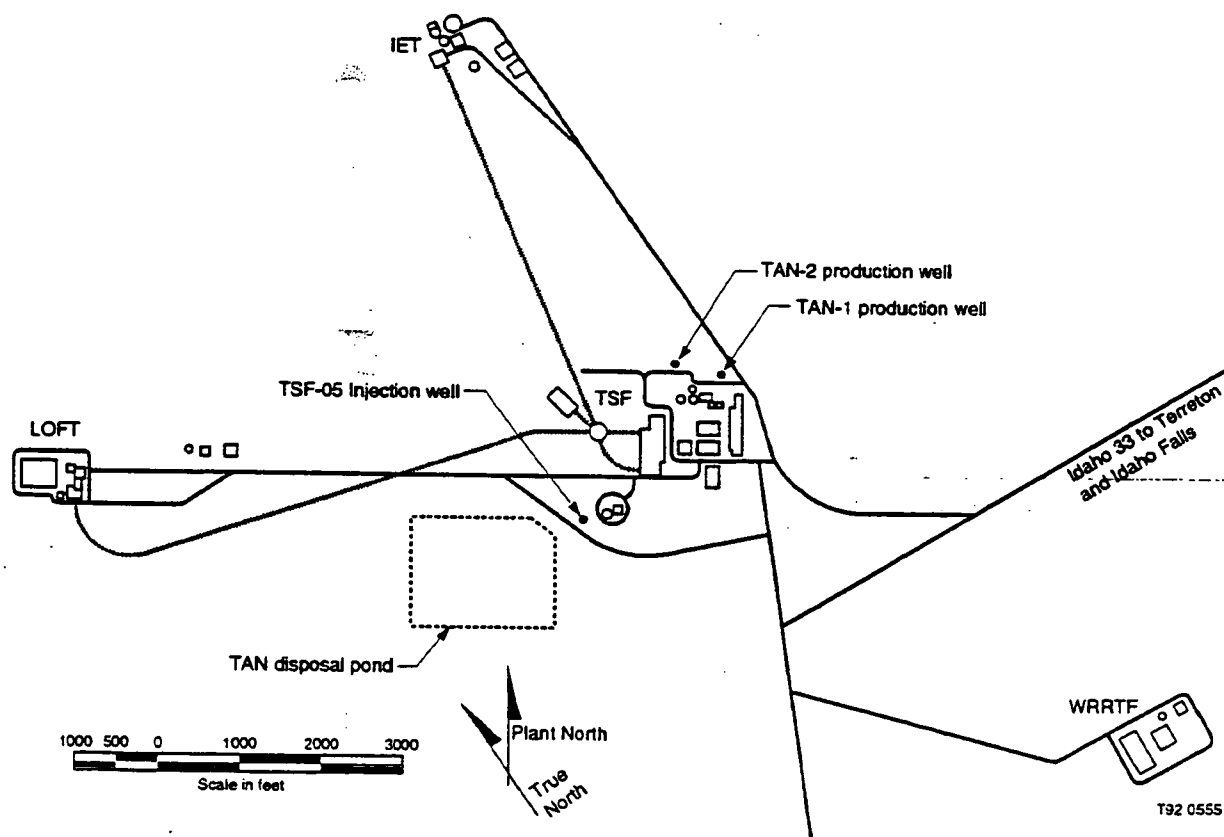 IET
TAN-2 production well
TAN-1 production well
TSF-05 Injection well
TSF
LOFT
Idaho 33 to Terreton
and Idaho Falls
TAN disposal pond
WRRTF
Plant North
True
North
1000 500 0 1000 2000 3000
Scale in feet
T92 0555